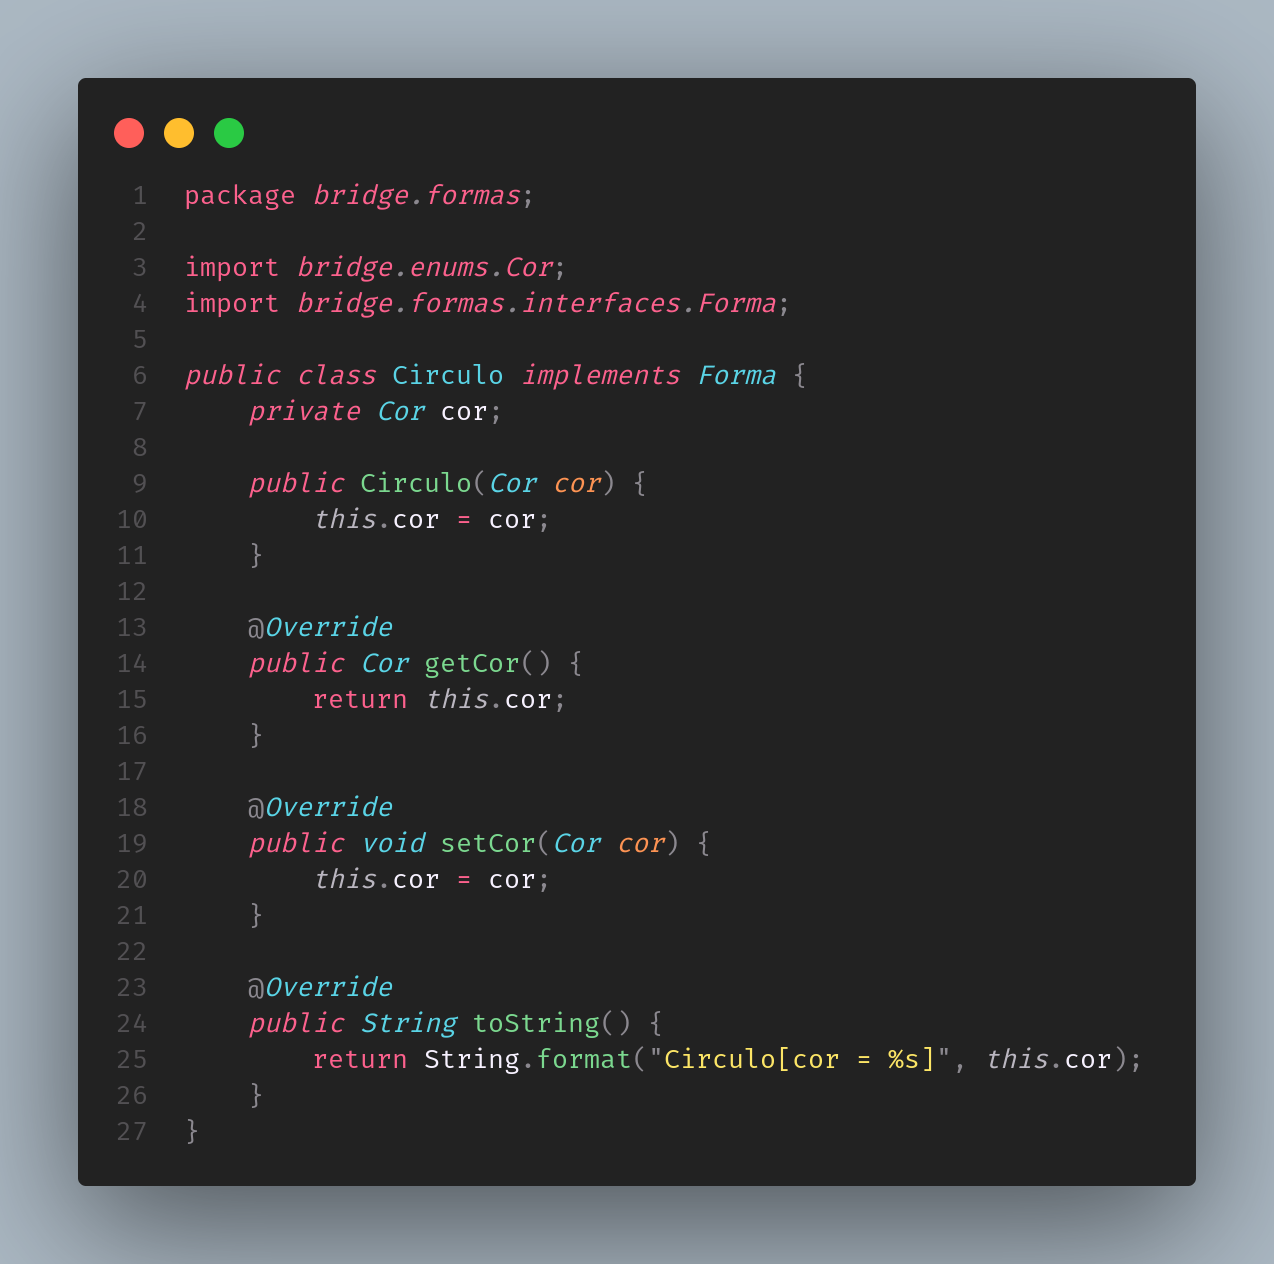 1 package bridge.formas;
2
3 import bridge.enums.Cor;
4 import bridge.formas.interfaces.Forma;
5
6 public class Circulo implements Forma {
7     private Cor cor;
8
9     public Circulo(Cor cor) {
10         this.cor = cor;
11     }
12
13     @Override
14     public Cor getCor() {
15         return this.cor;
16     }
17
18     @Override
19     public void setCor(Cor cor) {
20         this.cor = cor;
21     }
22
23     @Override
24     public String toString() {
25         return String.format("Circulo[cor = %s]", this.cor);
26     }
27 }